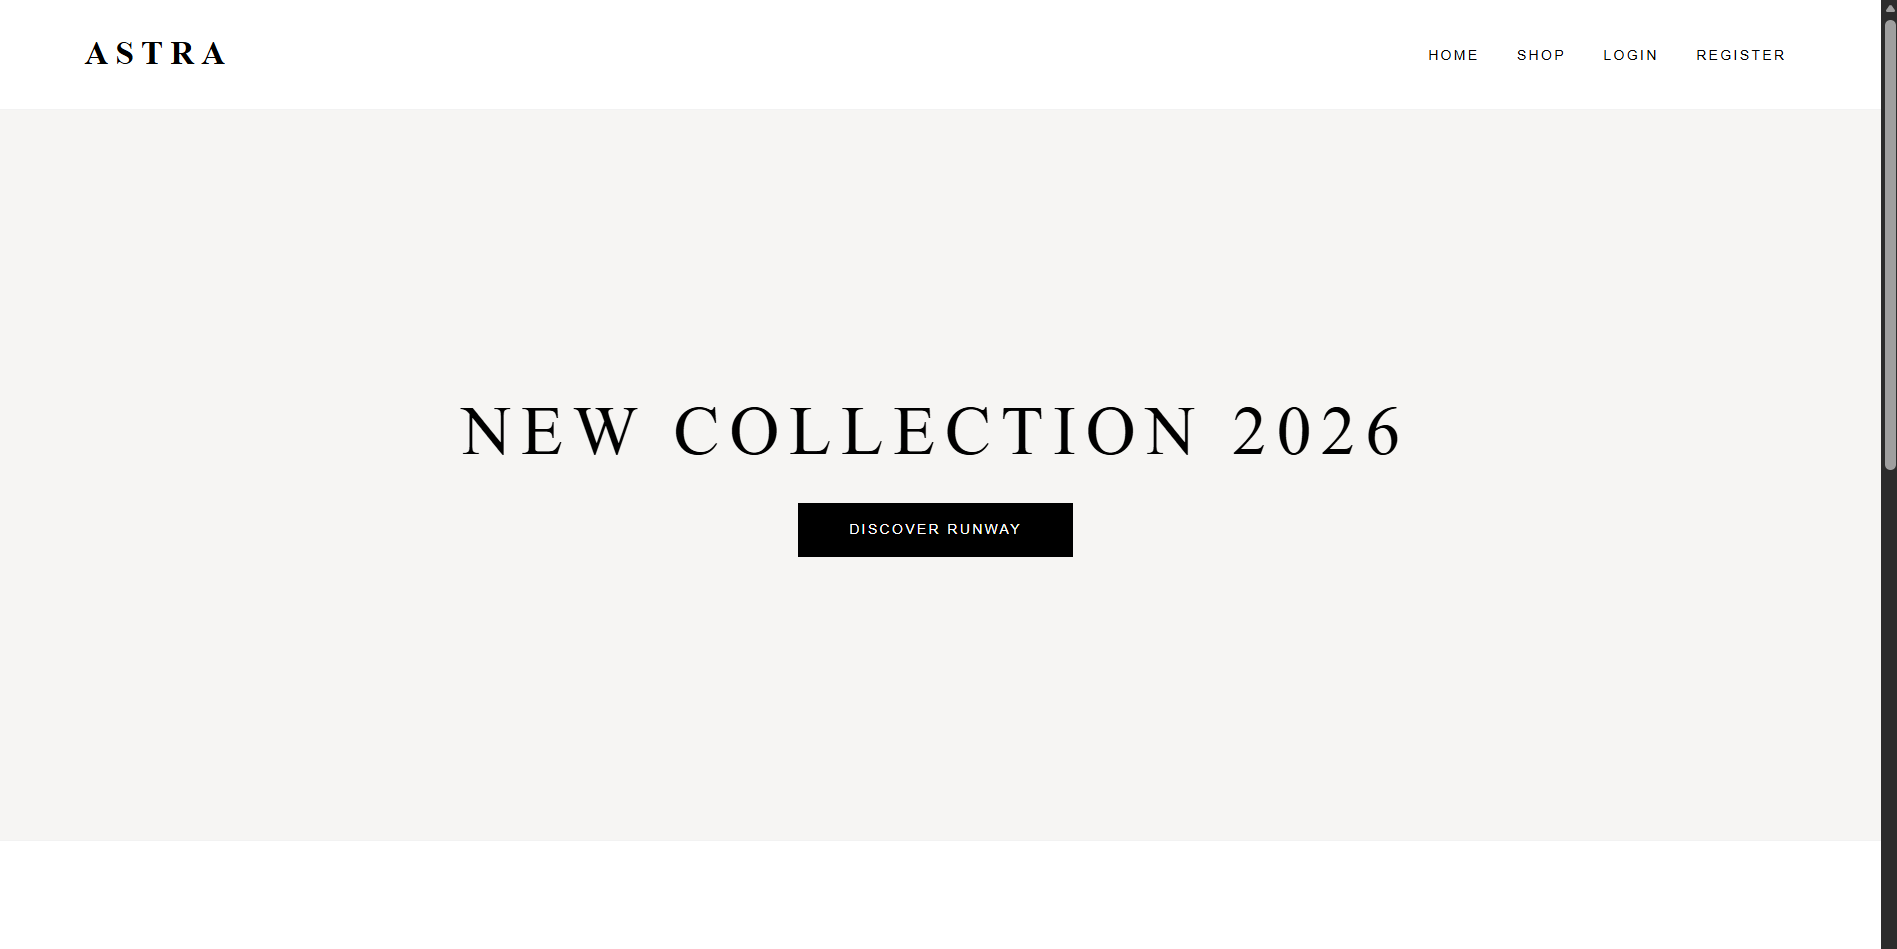 ASTRA
HOME SHOP LOGIN REGISTER
NEW COLLECTION 2026
DISCOVER RUNWAY